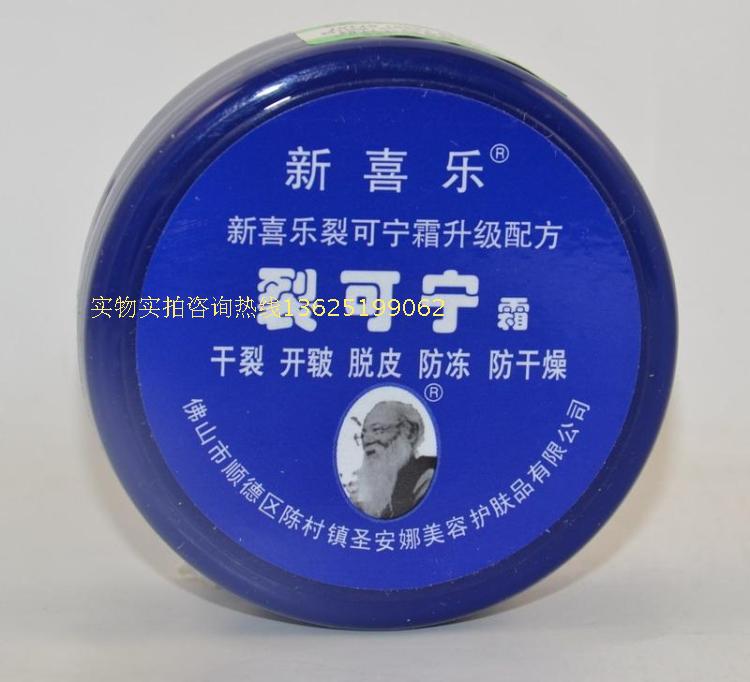 新喜乐®
新喜乐裂可宁霜升级配方
裂可宁霜
实物实拍咨询热线13625199062
干裂 开皲 脱皮 防冻 防干燥
®
佛山市顺德区陈村镇圣安娜美容护肤品有限公司